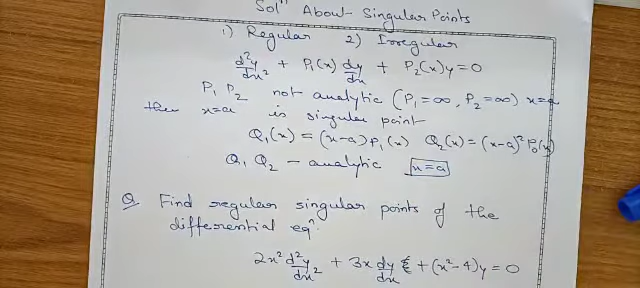 Solⁿ About Singular Points
1) Regular 2) Irregular
d²y/dx² + P₁(x) dy/dx + P₂(x)y = 0
P₁ P₂ not analytic (P₁ = ∞, P₂ = ∞) x=a
then x=a is singular point
Q₁(x) = (x-a) P₁(x) Q₂(x) = (x-a)² P₂(x)
Q₁ Q₂ – analytic x=a
Q Find regular singular points of the
differential eqⁿ.
2x² d²y/dx² + 3x dy/dx + (x²-4)y = 0